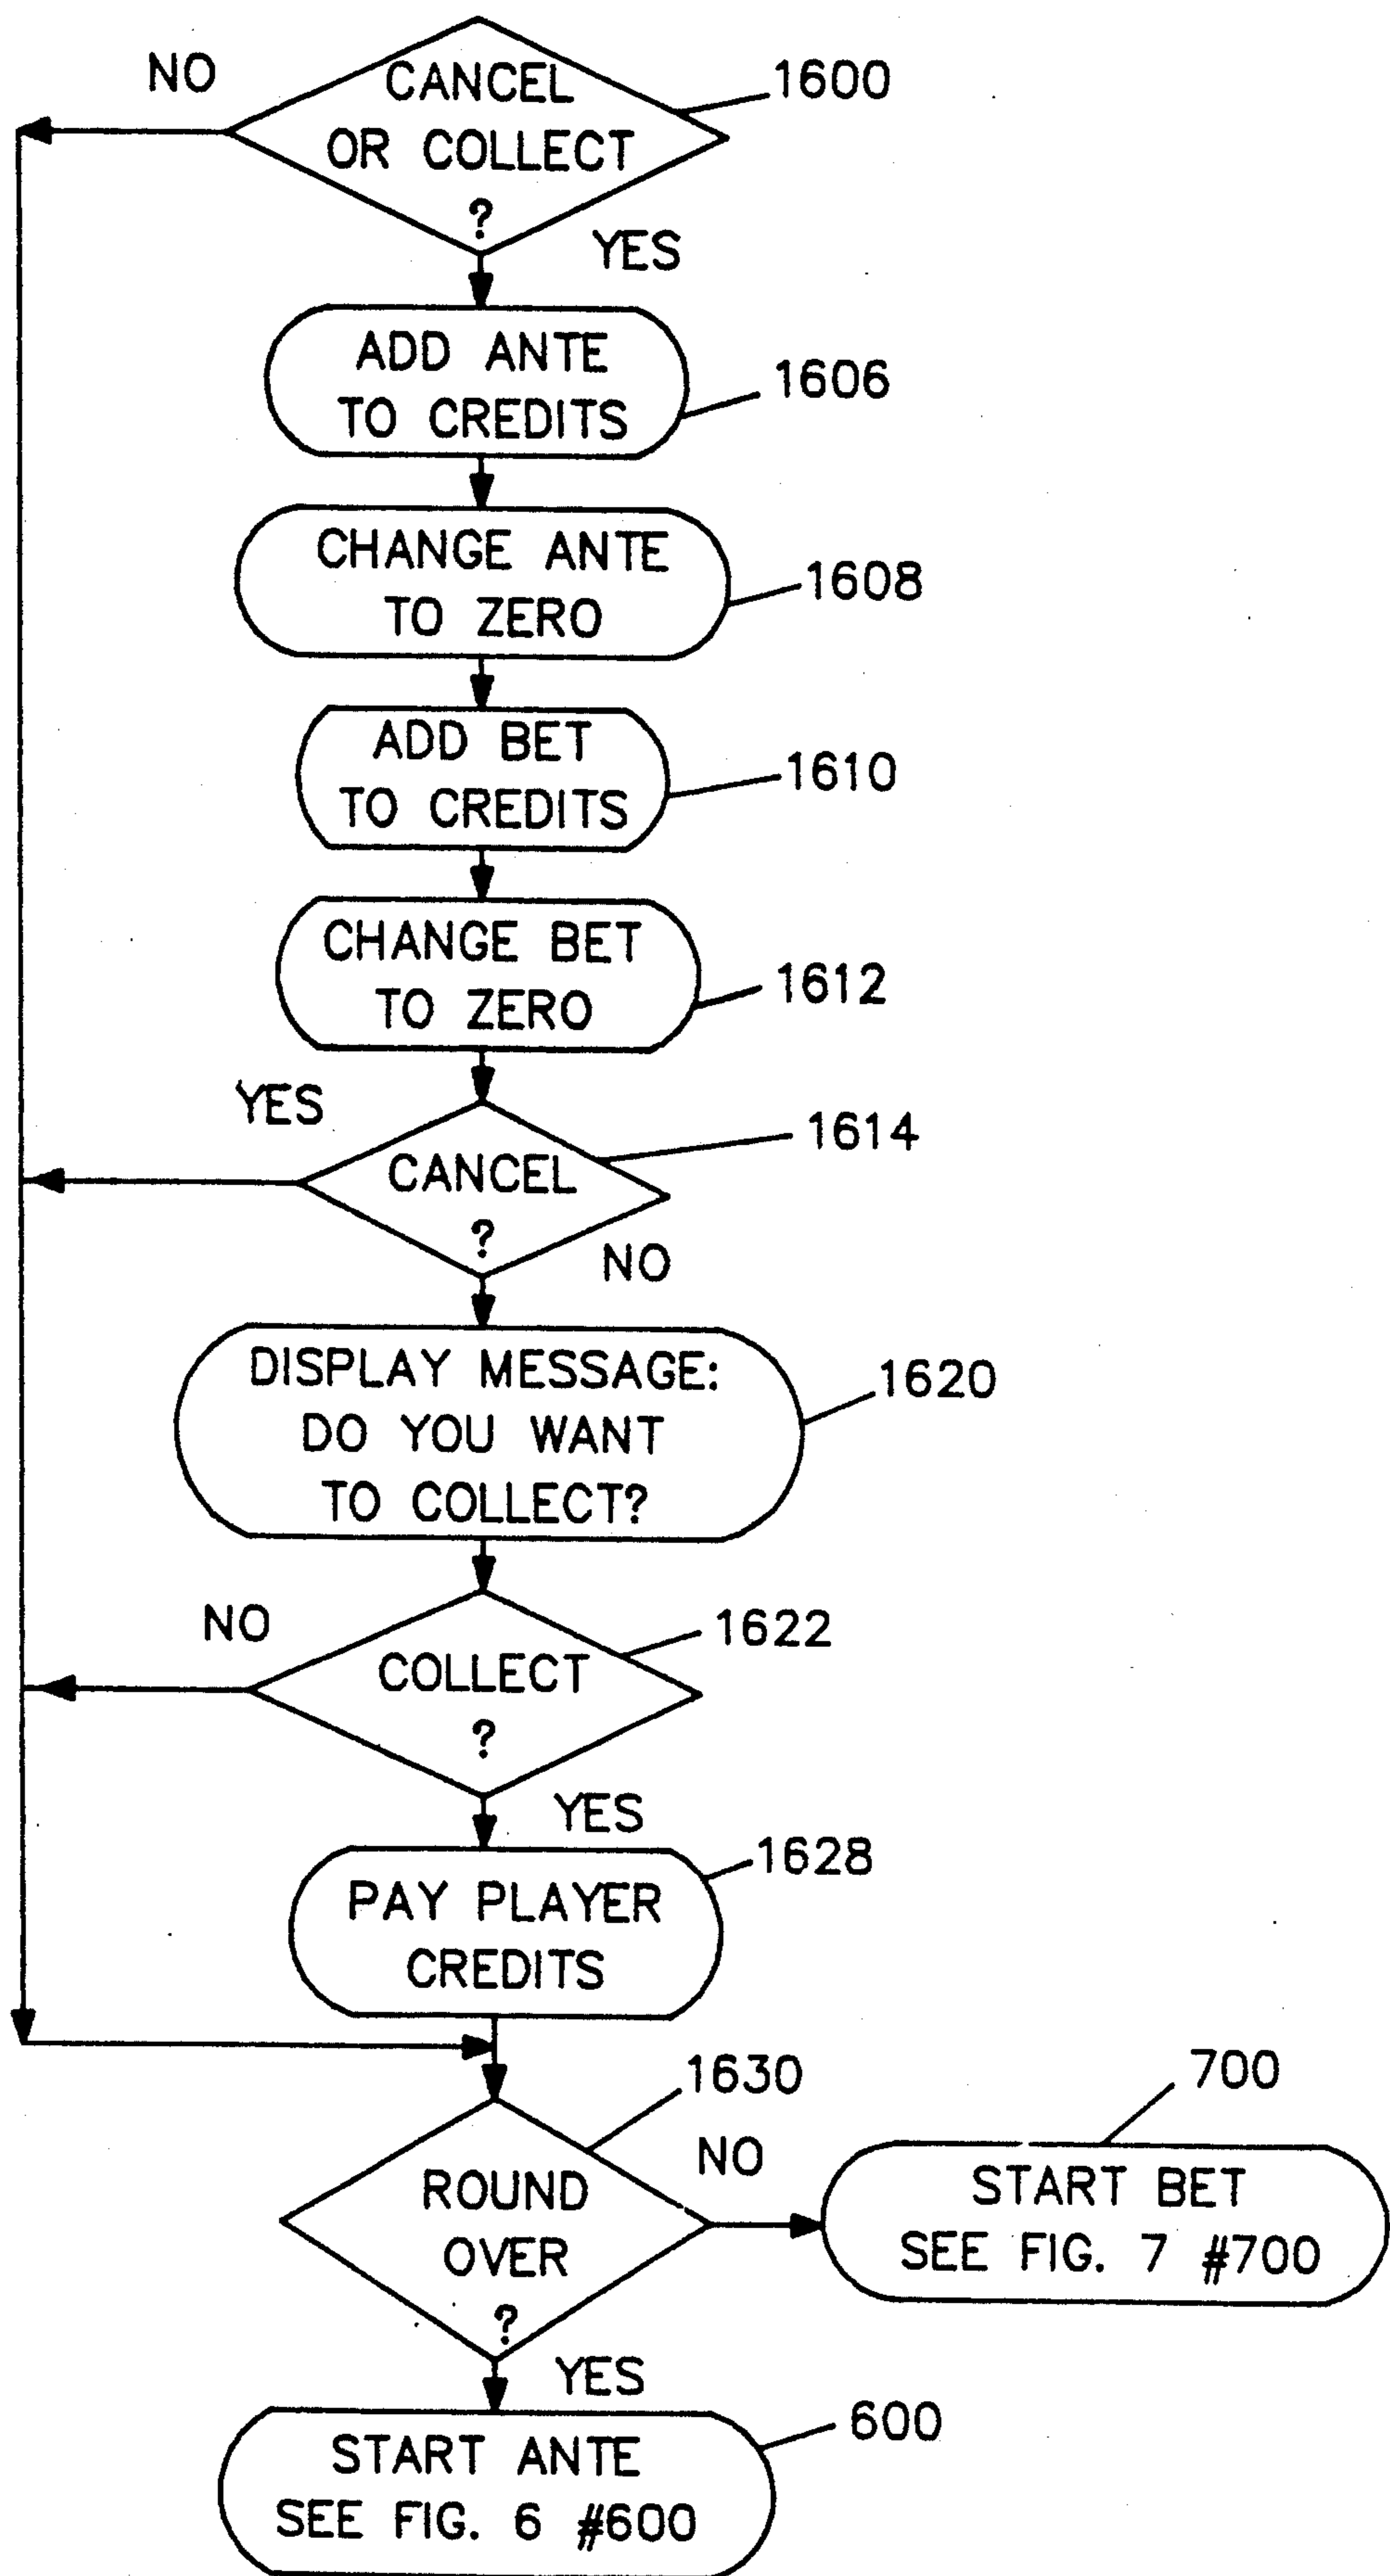 NO
CANCEL
OR COLLECT
?
1600
YES
ADD ANTE
TO CREDITS
1606
CHANGE ANTE
TO ZERO
1608
ADD BET
TO CREDITS
1610
CHANGE BET
TO ZERO
1612
YES
CANCEL
?
1614
NO
DISPLAY MESSAGE:
DO YOU WANT
TO COLLECT?
1620
NO
COLLECT
?
1622
YES
PAY PLAYER
CREDITS
1628
ROUND
OVER
?
1630
NO
START BET
SEE FIG. 7 #700
700
YES
START ANTE
SEE FIG. 6 #600
600